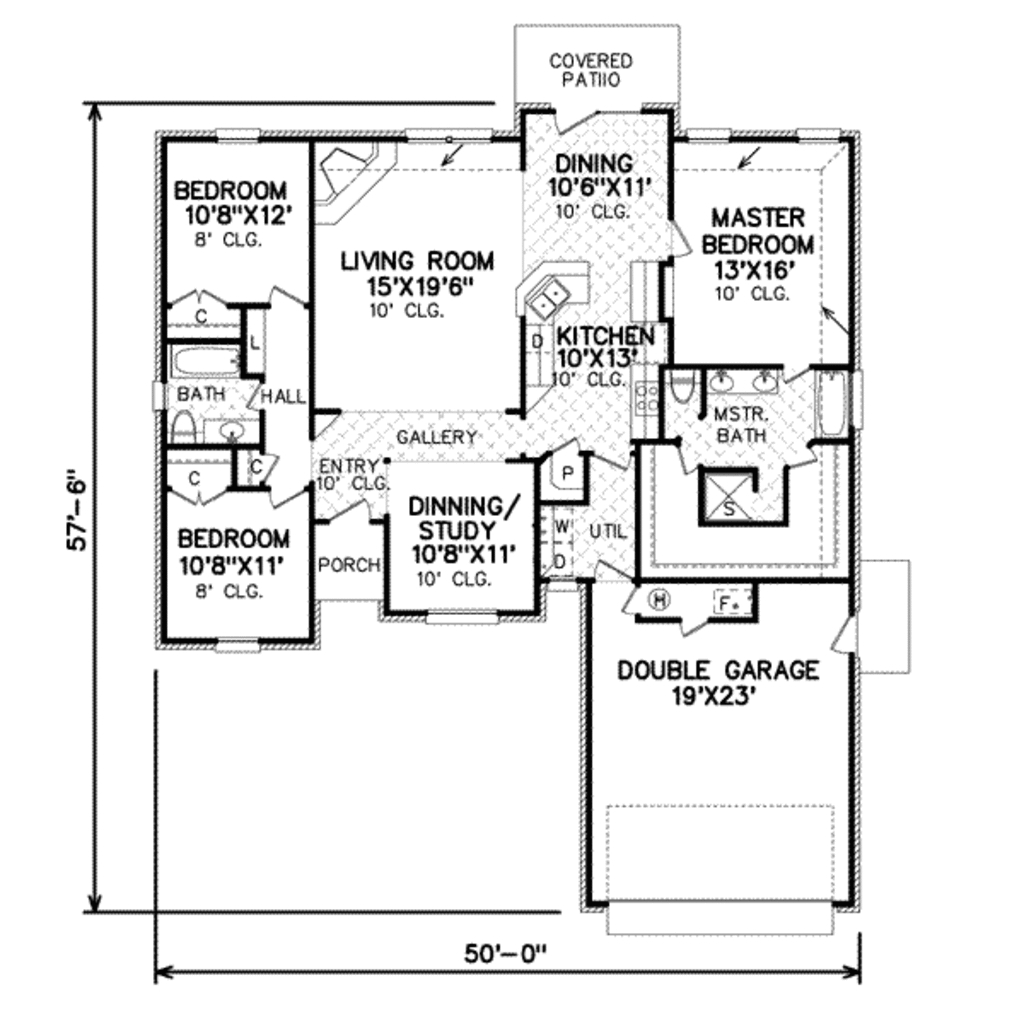 COVERED
PATIIO
BEDROOM
10'8"X12'
8' CLG.
LIVING ROOM
15'X19'6"
10' CLG.
DINING
10'6"X11'
10' CLG.
MASTER
BEDROOM
13'X16'
10' CLG.
C
L
D
KITCHEN
10'X13'
10' CLG.
BATH
HALL
GALLERY
MSTR.
BATH
C
C
ENTRY
10' CLG.
P
S
BEDROOM
10'8"X11'
8' CLG.
PORCH
DINNING/
STUDY
10'8"X11'
10' CLG.
W
D
UTIL
H
F
DOUBLE GARAGE
19'X23'
57'-6"
50'-0"